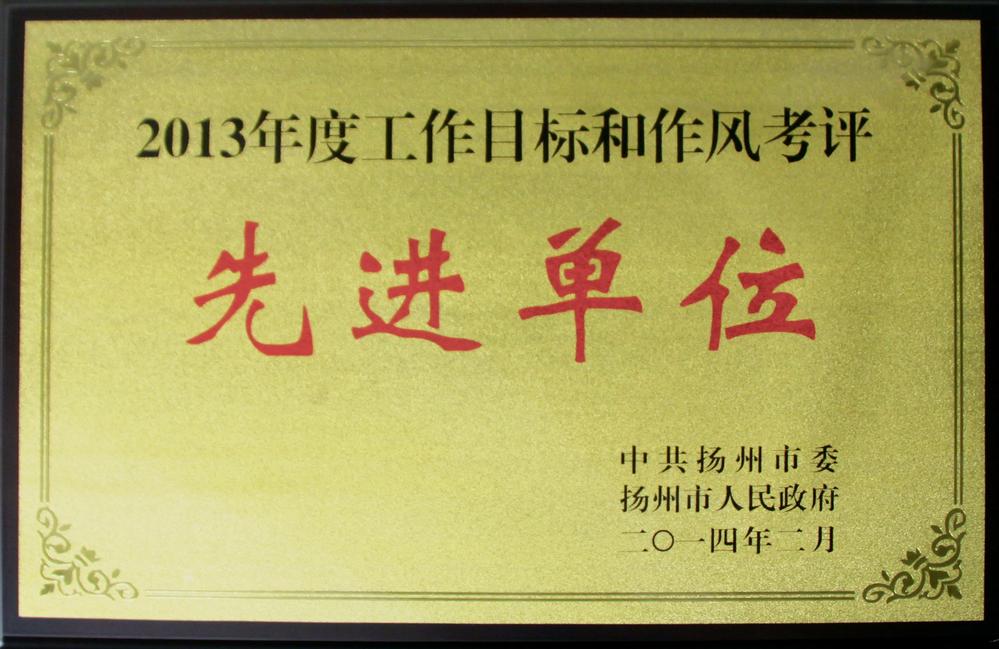 2013年度工作目标和作风考评
先进单位
中共扬州市委
扬州市人民政府
二〇一四年二月